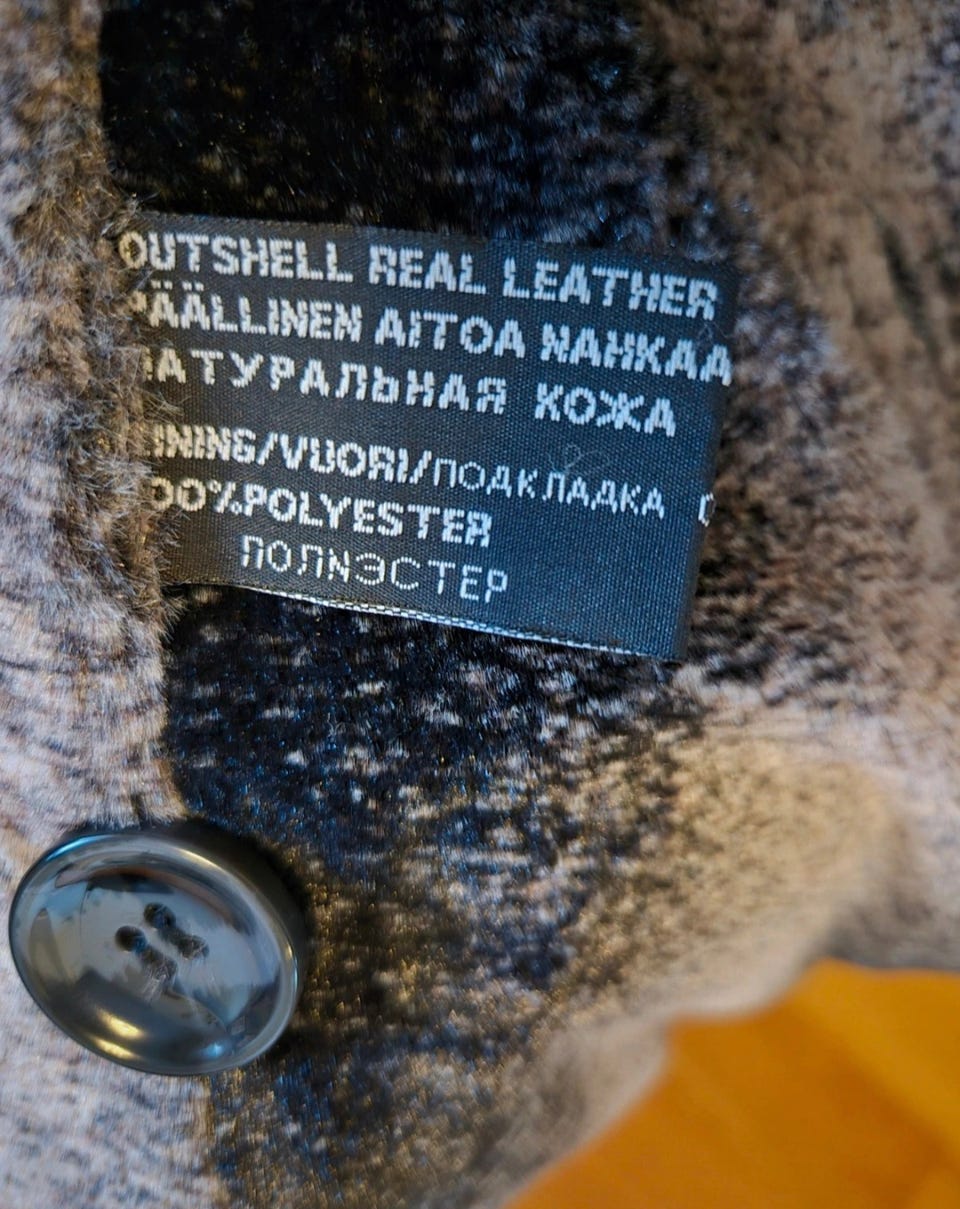 OUTSHELL REAL LEATHER
PÄÄLLINEN AITOA NAHKAA
НАТУРАЛЬНАЯ КОЖА
LINING/VUORI/ПОДКЛАДКА
100%POLYESTER
ПОЛИЭСТЕР